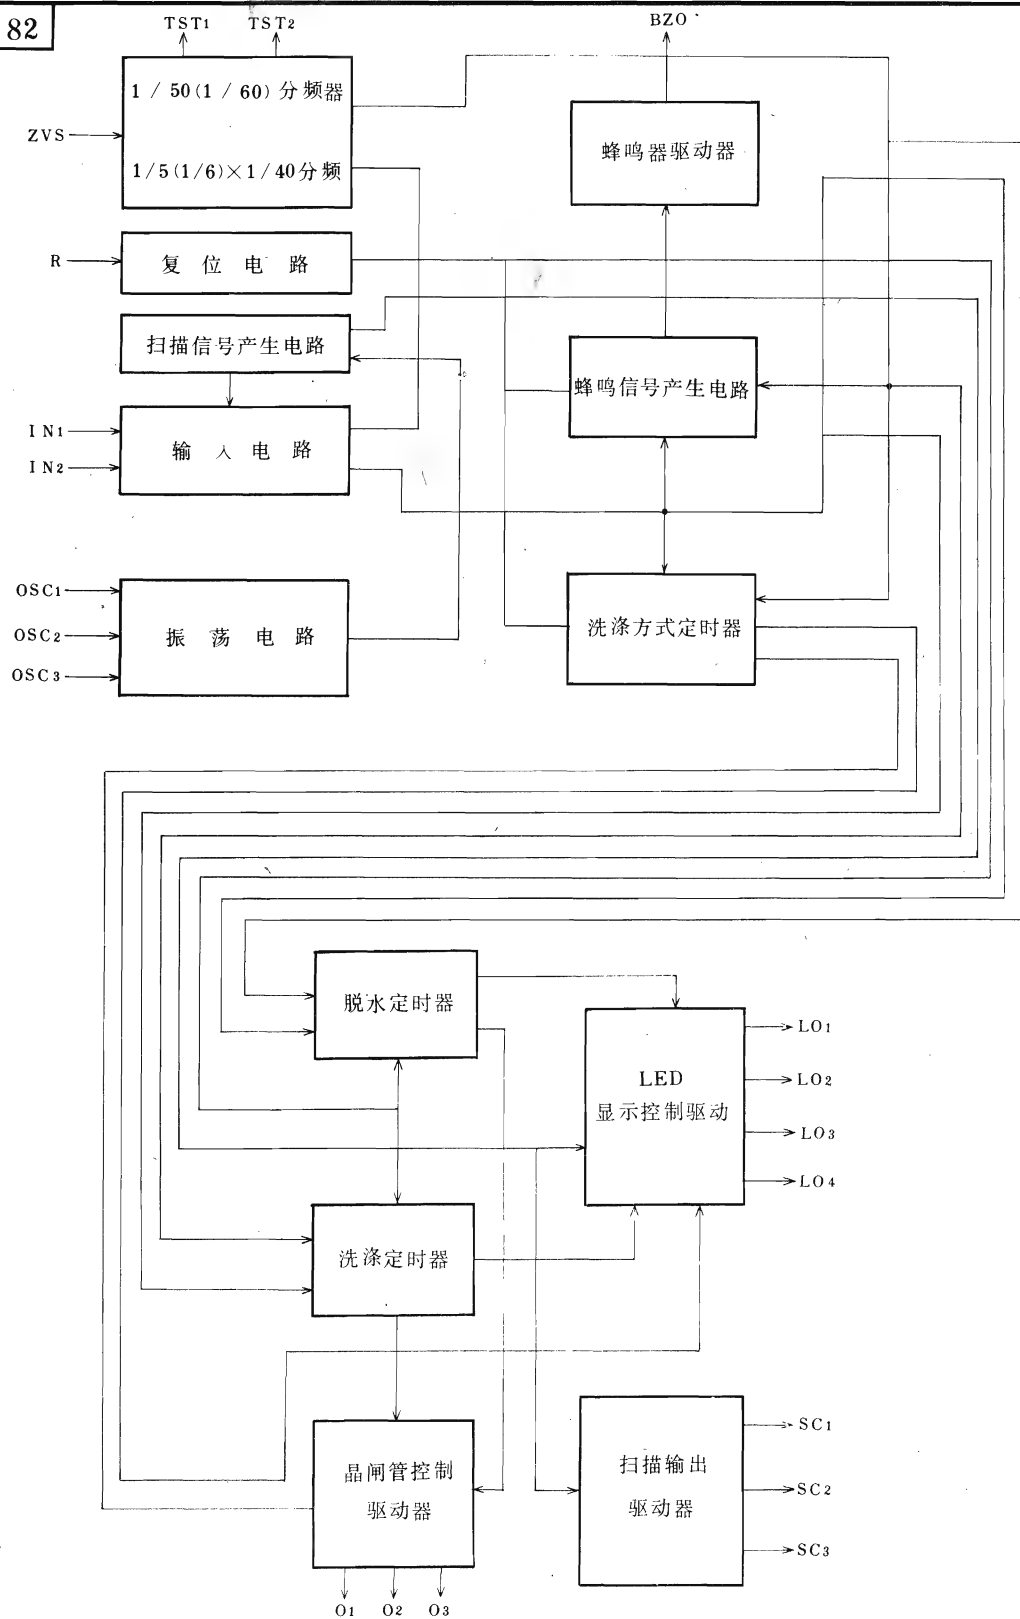 82
TST1
TST2
BZO
1/50(1/60)分频器
ZVS
1/5(1/6)×1/40分频
蜂鸣器驱动器
R
复位电路
扫描信号产生电路
蜂鸣信号产生电路
IN1
输入电路
IN2
OSC1
OSC2
振荡电路
OSC3
洗涤方式定时器
脱水定时器
LO1
LED
显示控制驱动
LO2
LO3
LO4
洗涤定时器
晶闸管控制
驱动器
扫描输出
驱动器
SC1
SC2
SC3
O1
O2
O3